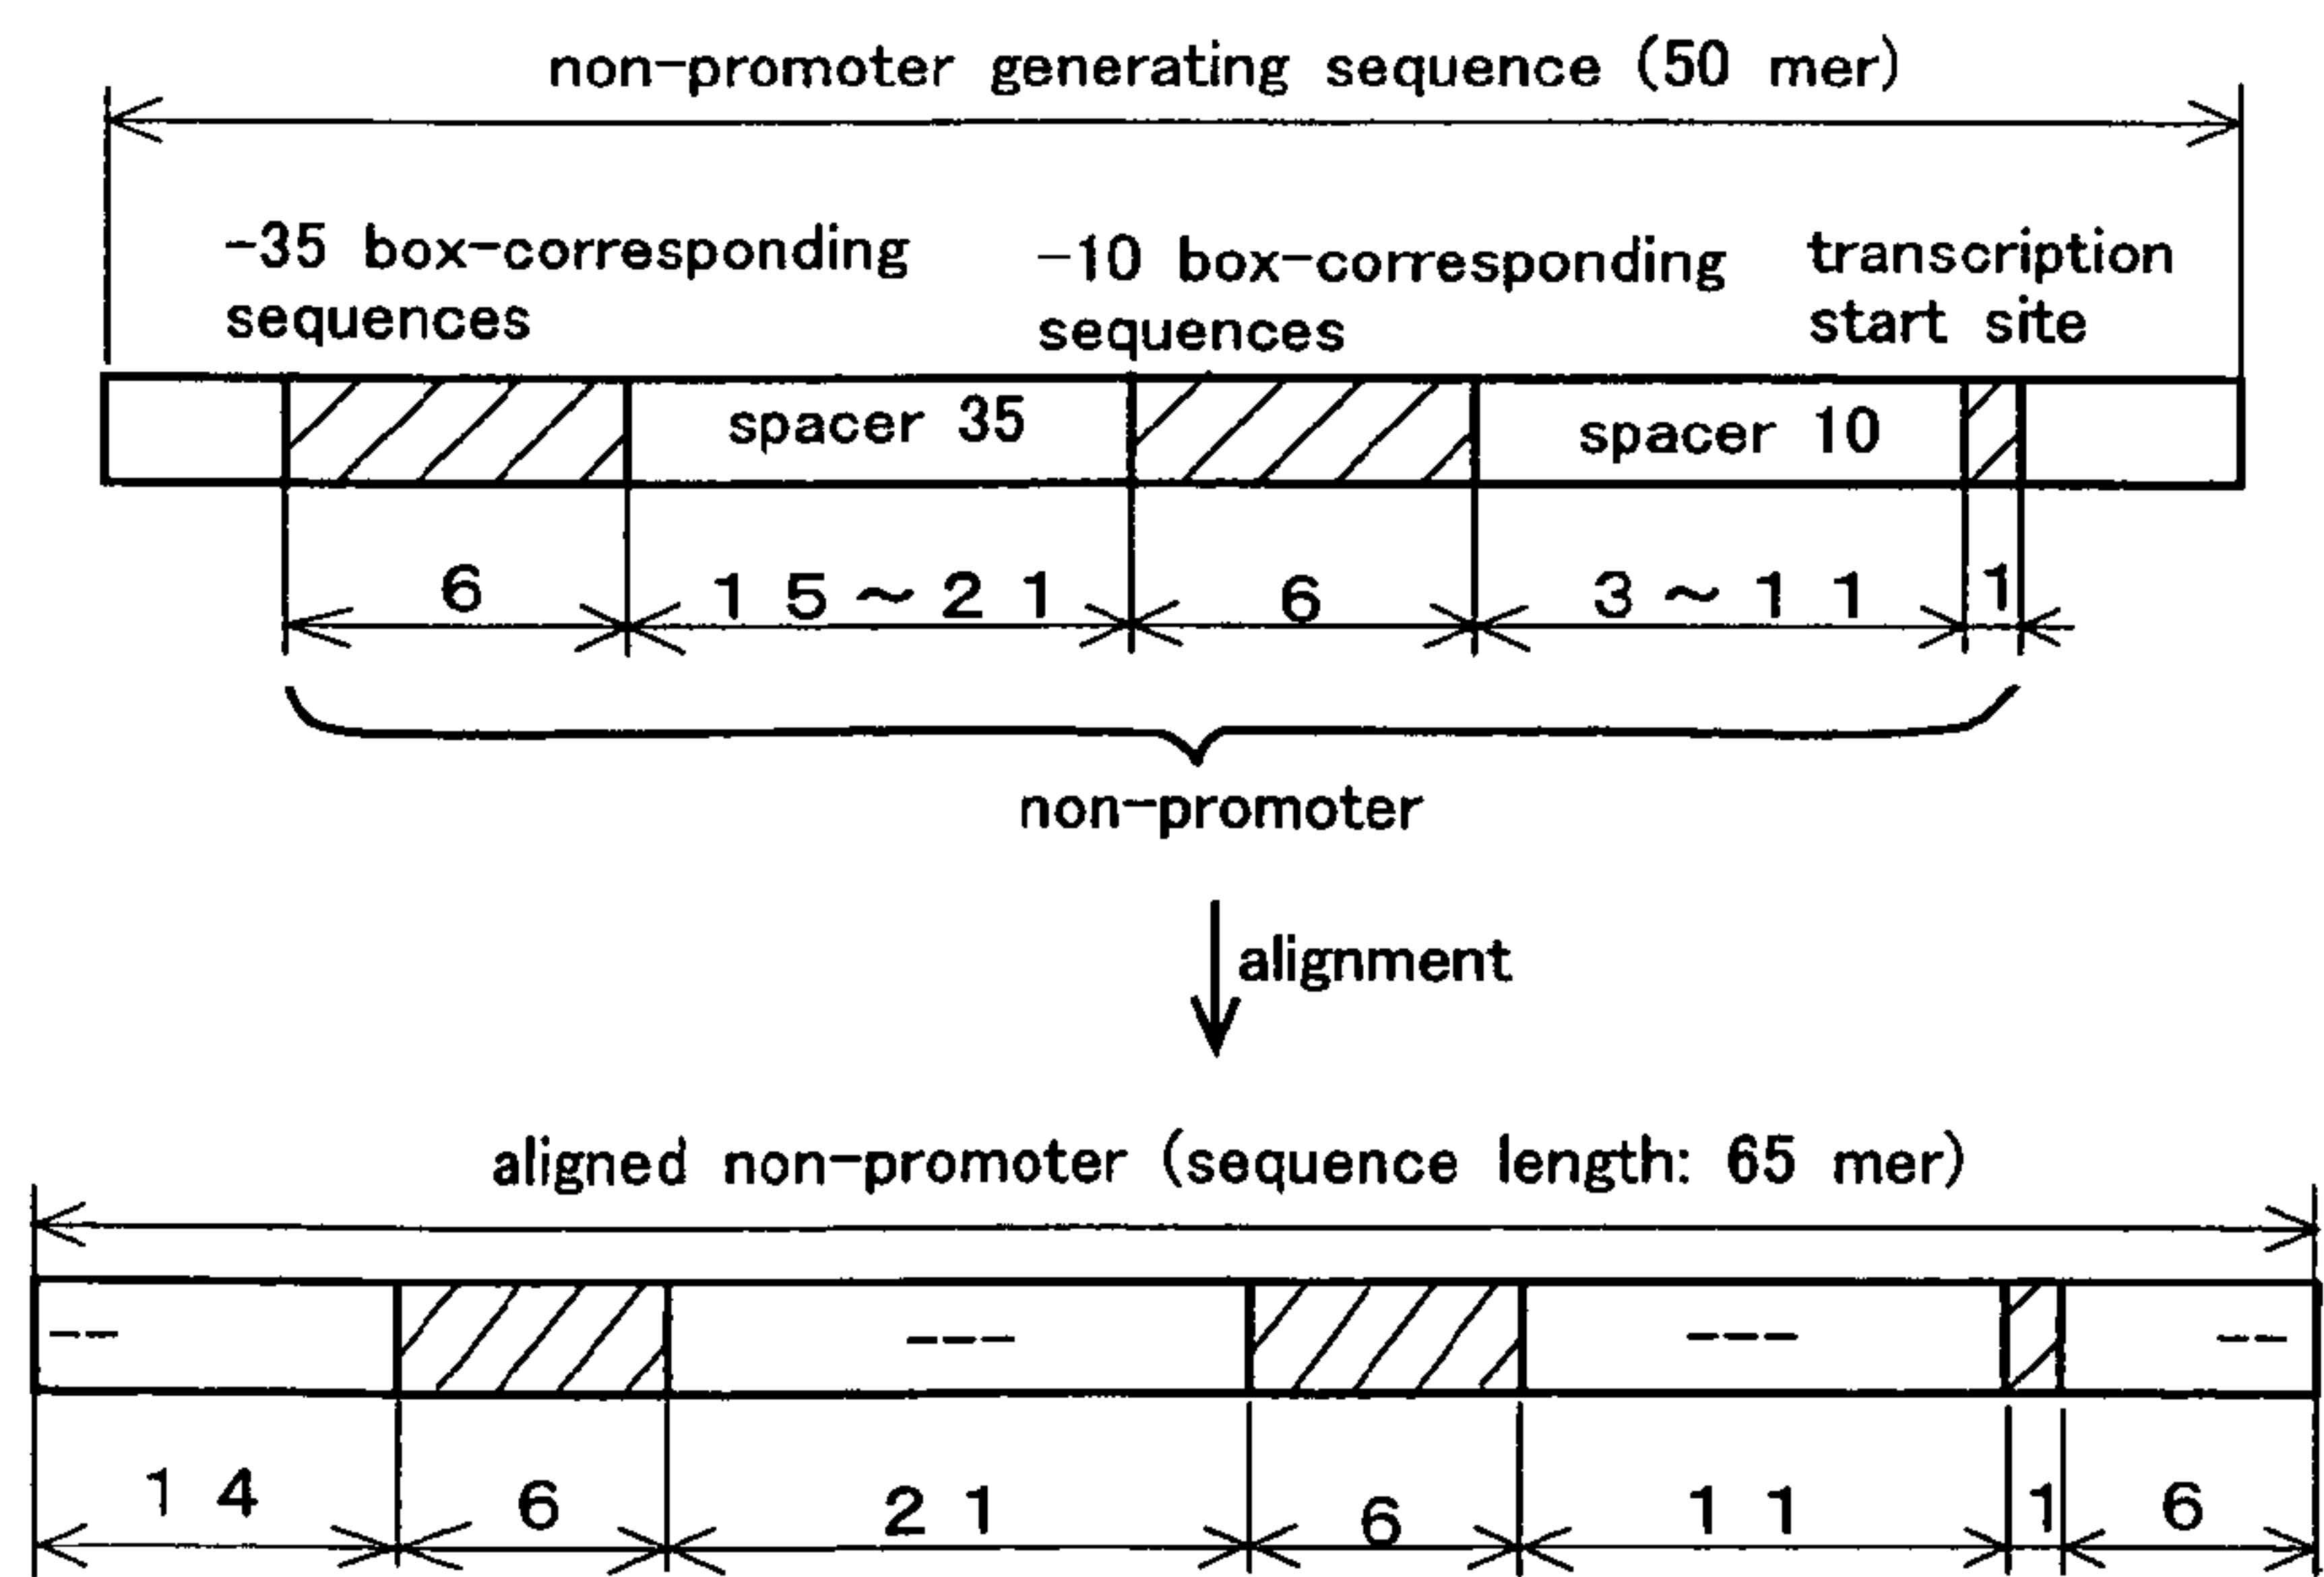 non-promoter generating sequence (50 mer)
-35 box-corresponding
sequences
-10 box-corresponding
sequences
transcription
start site
spacer 35
spacer 10
6
15~21
6
3~11
1
non-promoter
alignment
aligned non-promoter (sequence length: 65 mer)
-- --- --- --
14
6
21
6
11
1
6